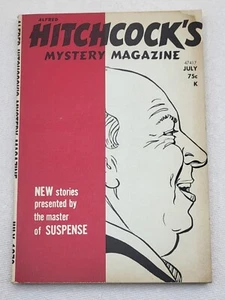 ALFRED
HITCHCOCK'S
MYSTERY MAGAZINE
JULY
75c
K
NEW stories
presented by
the master
of SUSPENSE